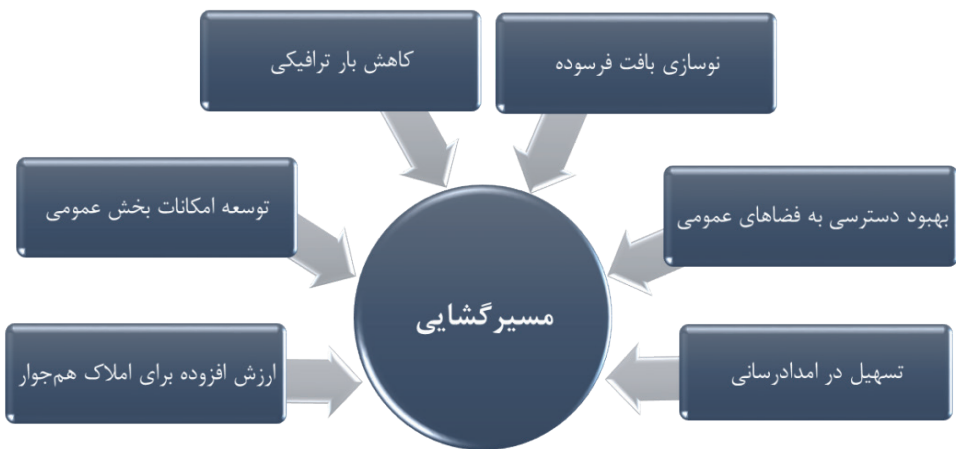 نوسازی بافت فرسوده
کاهش بار ترافیکی
بهبود دسترسی به فضاهای عمومی
توسعه امکانات بخش عمومی
مسیرگشایی
تسهیل در امدادرسانی
ارزش افزوده برای املاک هم‌جوار